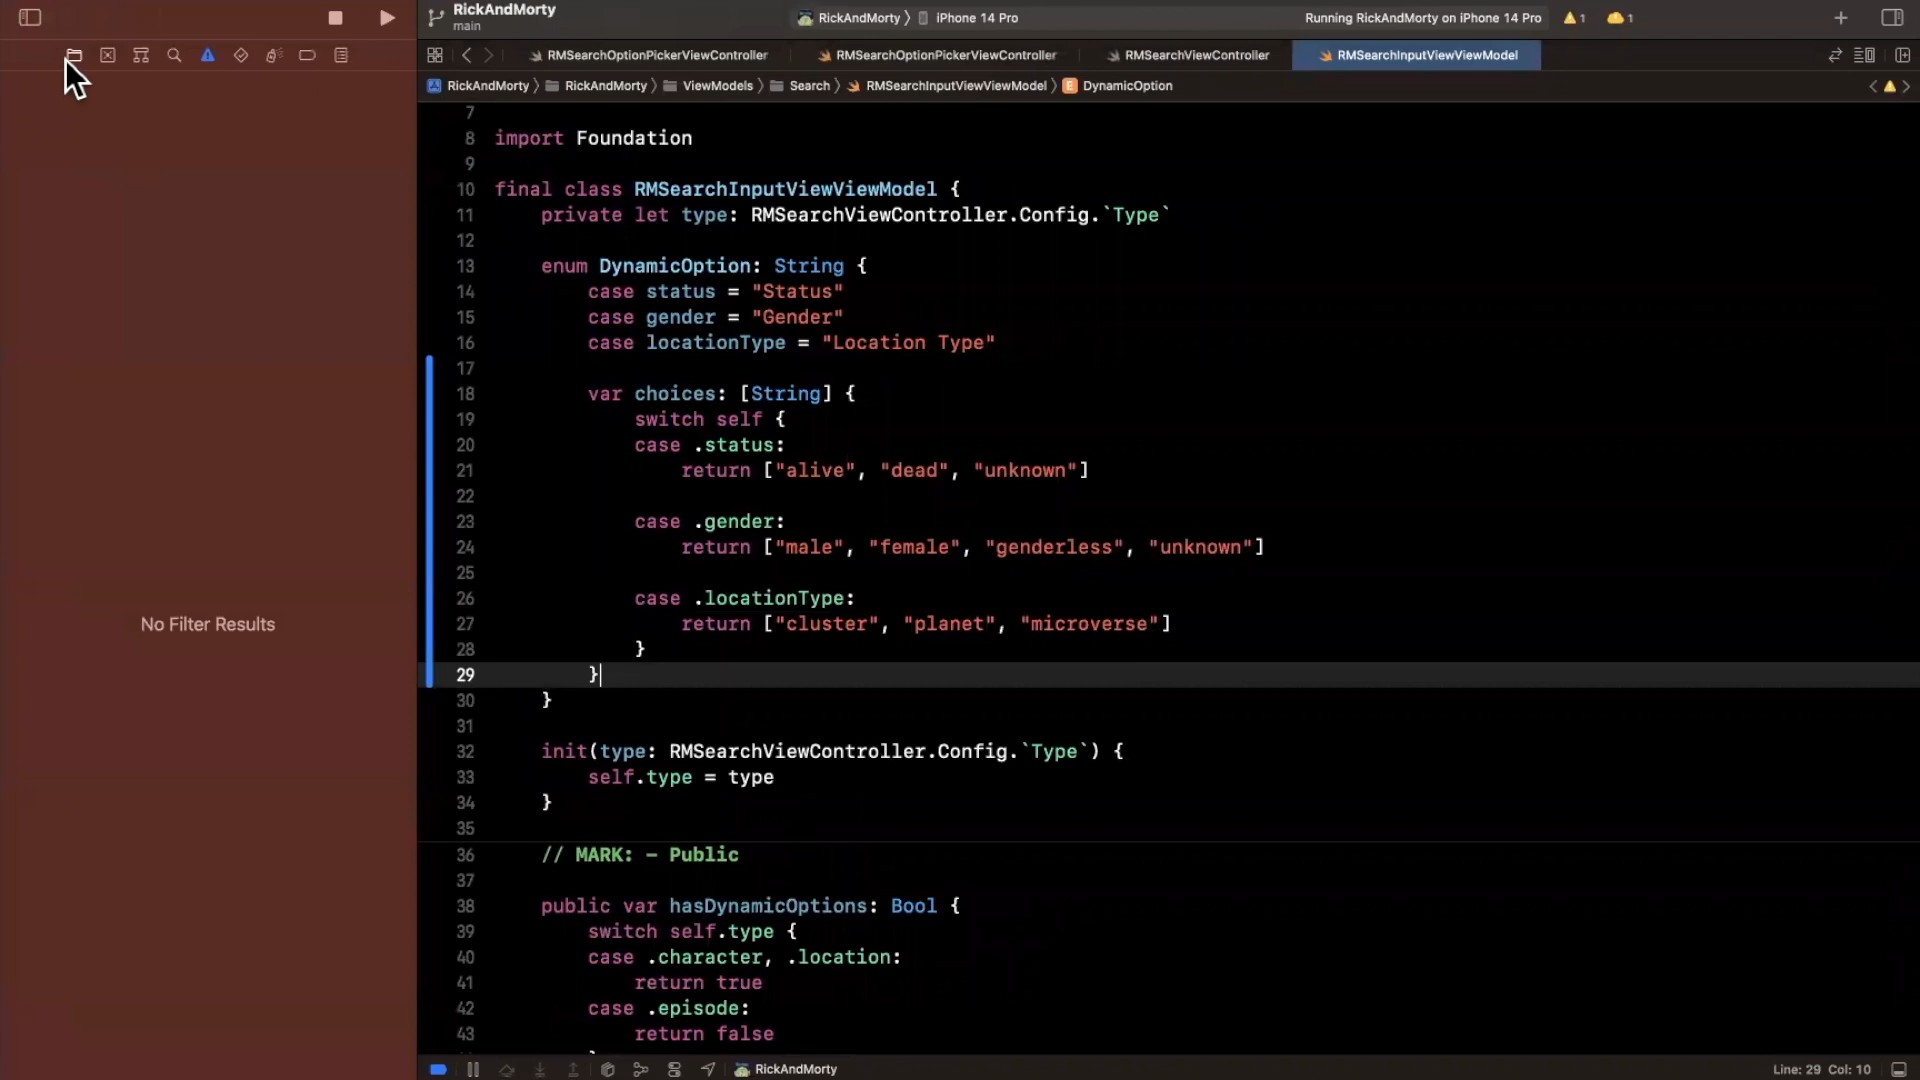 RickAndMorty
main
RickAndMorty
iPhone 14 Pro
Running RickAndMorty on iPhone 14 Pro
1
1
RMSearchOptionPickerViewController
RMSearchOptionPickerViewController
RMSearchViewController
RMSearchInputViewViewModel
RickAndMorty
RickAndMorty
ViewModels
Search
RMSearchInputViewViewModel
E
DynamicOption
No Filter Results
7
8 import Foundation
9
10 final class RMSearchInputViewViewModel {
11 private let type: RMSearchViewController.Config.`Type`
12
13 enum DynamicOption: String {
14 case status = "Status"
15 case gender = "Gender"
16 case locationType = "Location Type"
17
18 var choices: [String] {
19 switch self {
20 case .status:
21 return ["alive", "dead", "unknown"]
22
23 case .gender:
24 return ["male", "female", "genderless", "unknown"]
25
26 case .locationType:
27 return ["cluster", "planet", "microverse"]
28 }
29 }
30 }
31
32 init(type: RMSearchViewController.Config.`Type`) {
33 self.type = type
34 }
35
36 // MARK: - Public
37
38 public var hasDynamicOptions: Bool {
39 switch self.type {
40 case .character, .location:
41 return true
42 case .episode:
43 return false
RickAndMorty
Line: 29 Col: 10